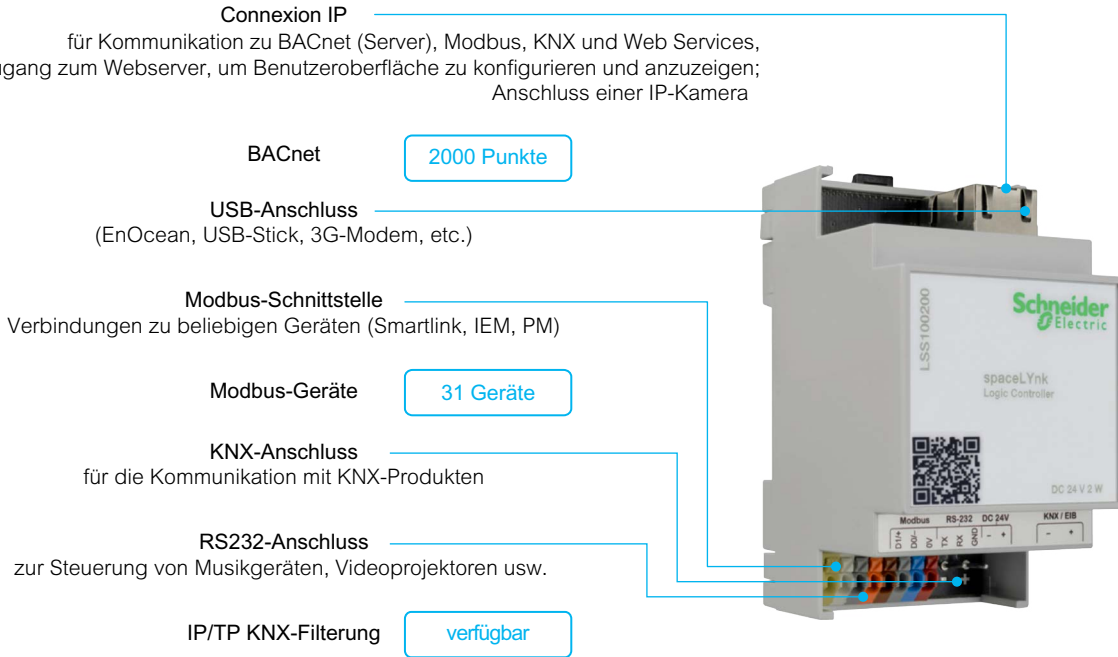 Connexion IP
für Kommunikation zu BACnet (Server), Modbus, KNX und Web Services,
zum Webserver, um Benutzeroberfläche zu konfigurieren und anzuzeigen;
Anschluss einer IP-Kamera
BACnet
2000 Punkte
USB-Anschluss
(EnOcean, USB-Stick, 3G-Modem, etc.)
Modbus-Schnittstelle
Verbindungen zu beliebigen Geräten (Smartlink, IEM, PM)
Modbus-Geräte
31 Geräte
KNX-Anschluss
für die Kommunikation mit KNX-Produkten
RS232-Anschluss
zur Steuerung von Musikgeräten, Videoprojektoren usw.
IP/TP KNX-Filterung
verfügbar
LSS100200
Schneider
Electric
spaceLYnk
Logic Controller
DC 24 V 2 W
Modbus RS-232 DC 24V KNX / EIB
D1/+ D0/- 0V TX RX GND - + - +